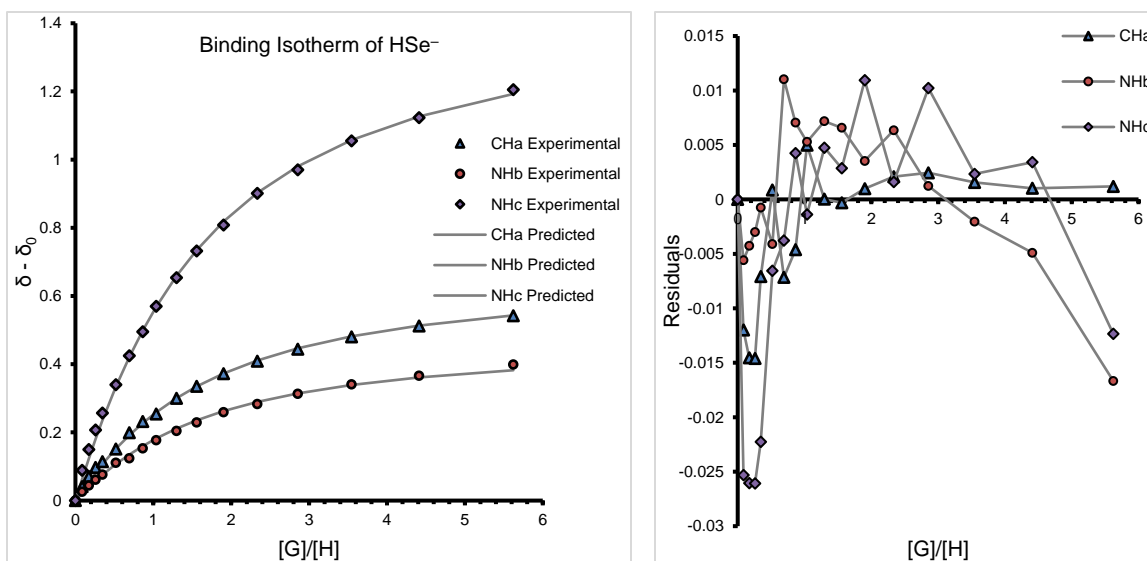 Binding Isotherm of HSe–
1.4
1.2
1
0.8
0.6
0.4
0.2
0
δ - δ0
CHa Experimental
NHb Experimental
NHc Experimental
CHa Predicted
NHb Predicted
NHc Predicted
0 1 2 3 4 5 6
[G]/[H]
0.015
0.01
0.005
0
-0.005
-0.01
-0.015
-0.02
-0.025
-0.03
Residuals
CHa
NHb
NHc
0 1 2 3 4 5 6
[G]/[H]